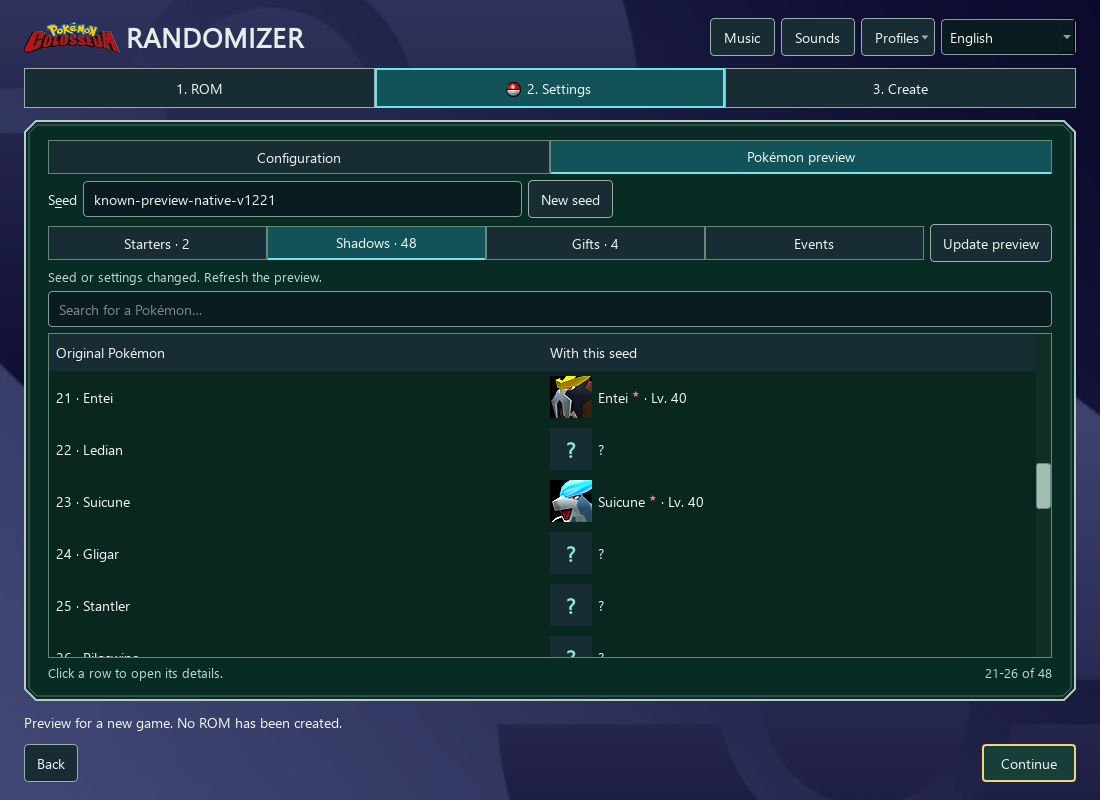 Pokémon
COLOSSEUM
RANDOMIZER
Music
Sounds
Profiles
English
1. ROM
2. Settings
3. Create
Configuration
Pokémon preview
Seed
known-preview-native-v1221
New seed
Starters · 2
Shadows · 48
Gifts · 4
Events
Update preview
Seed or settings changed. Refresh the preview.
Search for a Pokémon...
Original Pokémon
With this seed
21 · Entei
Entei * · Lv. 40
22 · Ledian
?
?
23 · Suicune
Suicune * · Lv. 40
24 · Gligar
?
?
25 · Stantler
?
?
26 · Piloswine
?
?
Click a row to open its details.
21-26 of 48
Preview for a new game. No ROM has been created.
Back
Continue